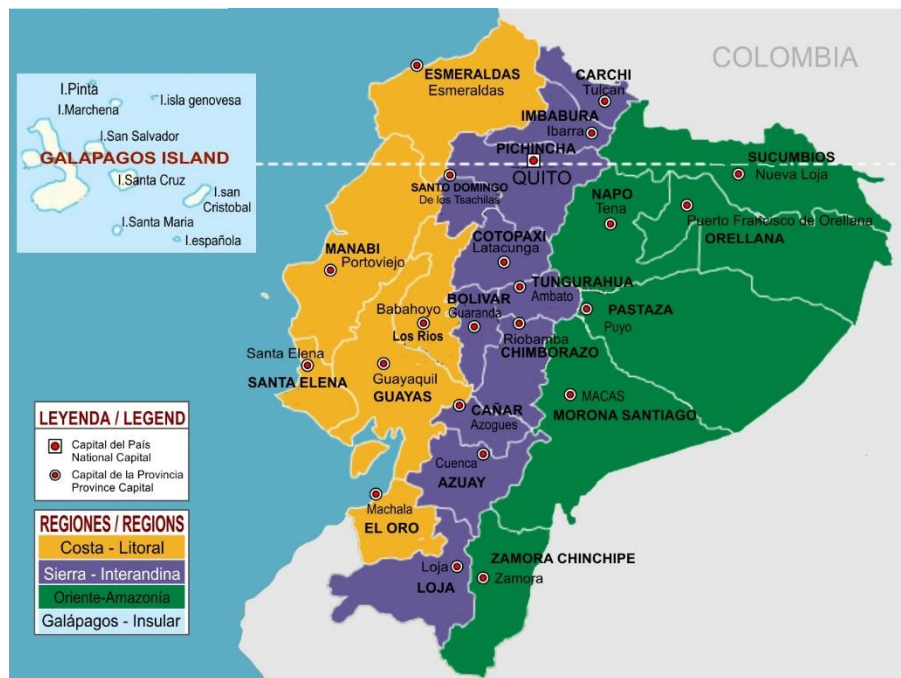 COLOMBIA
ESMERALDAS
Esmeraldas
CARCHI
Tulcan
IMBABURA
Ibarra
PICHINCHA
QUITO
I.Pinta
I.Marchena
I.isla genovesa
I.San Salvador
GALAPAGOS ISLAND
I.Santa Cruz
I.san
Cristobal
I.Santa Maria
I.española
SUCUMBIOS
Nueva Loja
SANTO DOMINGO
De los Tsachilas
NAPO
Tena
Puerto Francisco de Orellana
ORELLANA
COTOPAXI
Latacunga
MANABI
Portoviejo
TUNGURAHUA
Ambato
BOLIVAR
Guaranda
PASTAZA
Puyo
Babahoyo
Los Rios
Riobamba
CHIMBORAZO
Santa Elena
SANTA ELENA
Guayaquil
GUAYAS
MACAS
MORONA SANTIAGO
CAÑAR
Azogues
Cuenca
AZUAY
Machala
EL ORO
ZAMORA CHINCHIPE
Zamora
Loja
LOJA
LEYENDA / LEGEND
Capital del País
National Capital
Capital de la Provincia
Province Capital
REGIONES / REGIONS
Costa - Litoral
Sierra - Interandina
Oriente-Amazonía
Galápagos - Insular